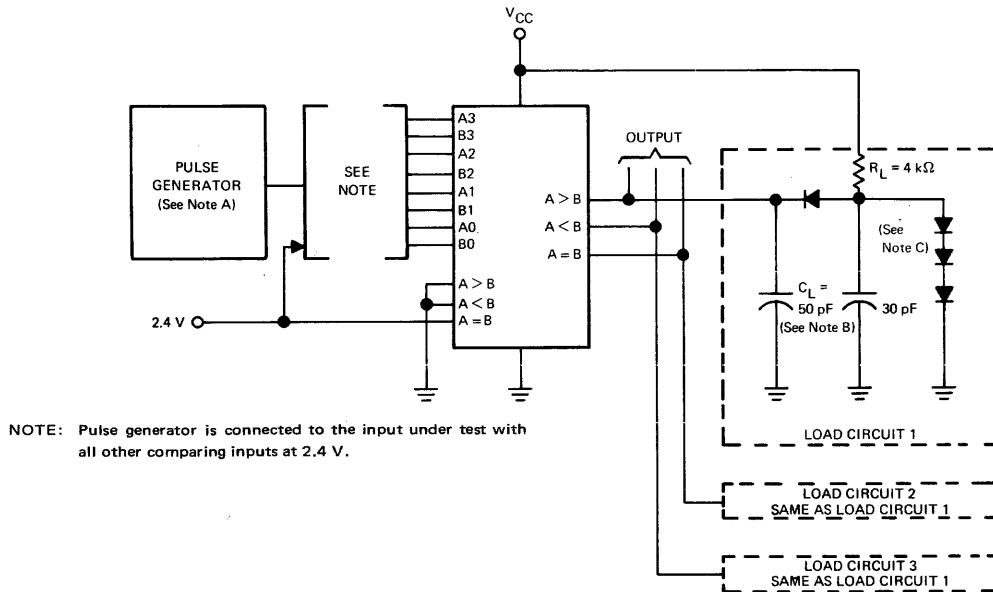 VCC
PULSE
GENERATOR
(See Note A)
SEE
NOTE
A3
B3
A2
B2
A1
B1
A0
B0
A > B
A < B
A = B
2.4 V
A > B
A < B
A = B
OUTPUT
RL = 4 kΩ
(See
Note C)
CL =
50 pF
(See Note B)
30 pF
LOAD CIRCUIT 1
NOTE: Pulse generator is connected to the input under test with
all other comparing inputs at 2.4 V.
LOAD CIRCUIT 2
SAME AS LOAD CIRCUIT 1
LOAD CIRCUIT 3
SAME AS LOAD CIRCUIT 1